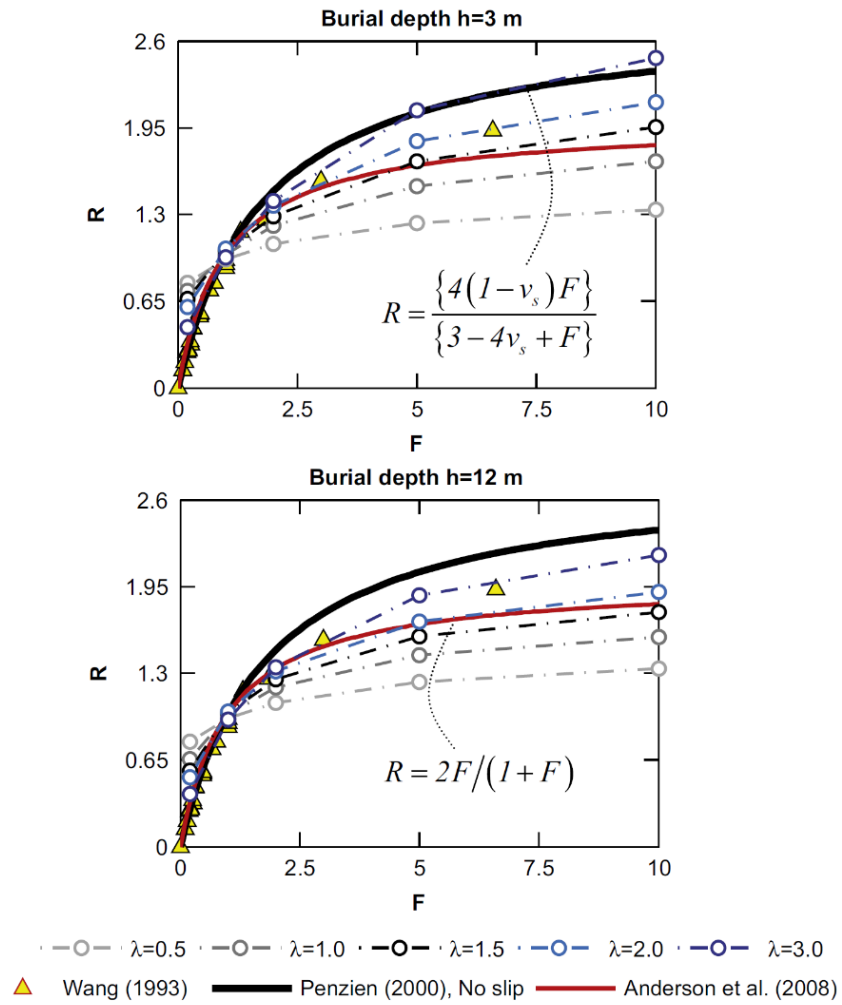 Burial depth h=3 m
2.6
1.95
1.3
0.65
0
R
0 2.5 5 7.5 10
F
R = {4(1 − νs)F} / {3 − 4νs + F}
Burial depth h=12 m
2.6
1.95
1.3
0.65
0
R
0 2.5 5 7.5 10
F
R = 2F/(1 + F)
λ=0.5 λ=1.0 λ=1.5 λ=2.0 λ=3.0
Wang (1993) Penzien (2000), No slip Anderson et al. (2008)